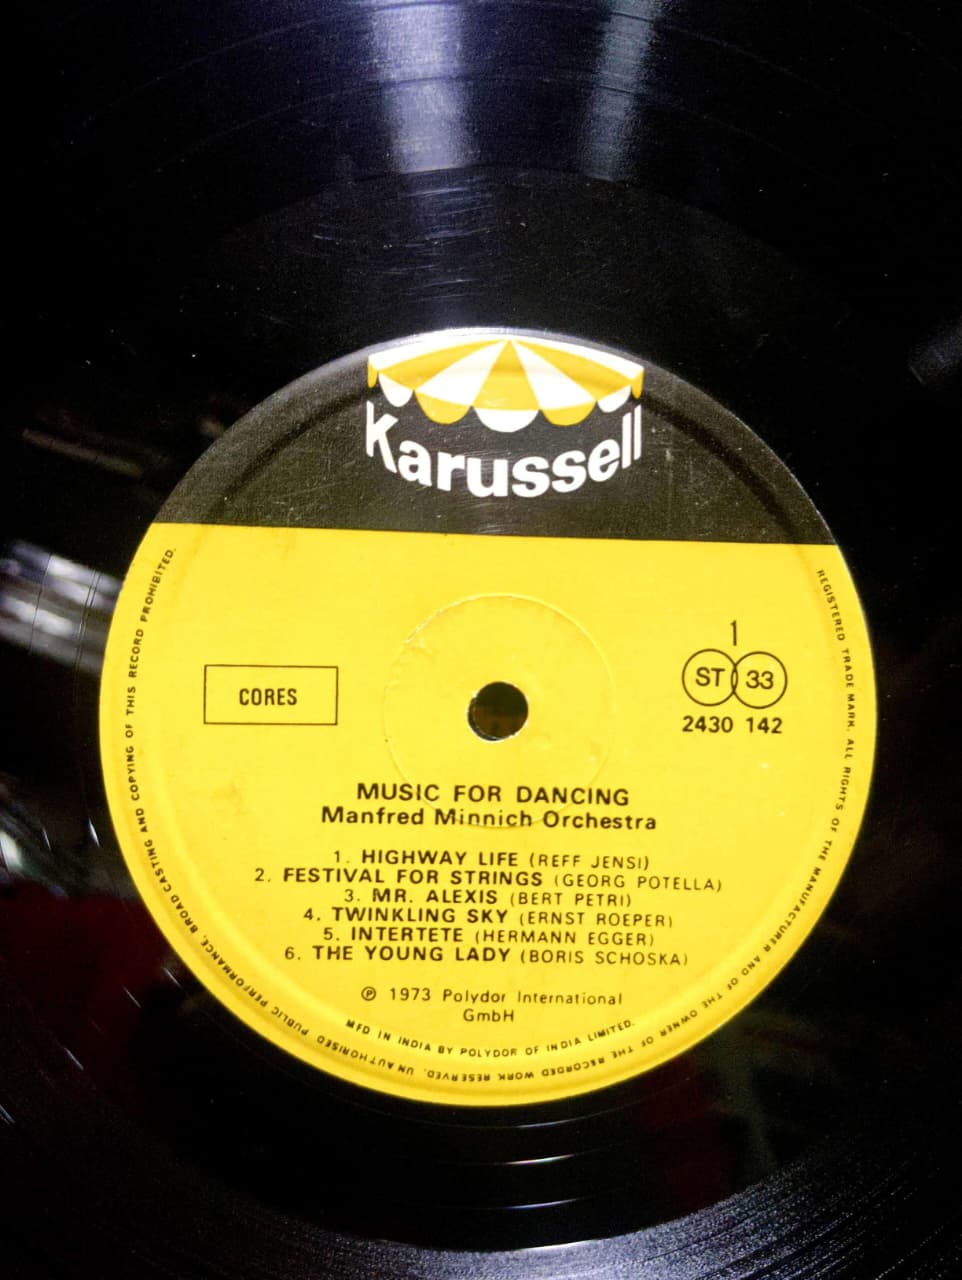 Karussell
CORES
1
ST 33
2430 142
MUSIC FOR DANCING
Manfred Minnich Orchestra
1. HIGHWAY LIFE (REFF JENSI)
2. FESTIVAL FOR STRINGS (GEORG POTELLA)
3. MR. ALEXIS (BERT PETRI)
4. TWINKLING SKY (ERNST ROEPER)
5. INTERTETE (HERMANN EGGER)
6. THE YOUNG LADY (BORIS SCHOSKA)
℗ 1973 Polydor International
GmbH
MFD IN INDIA BY POLYDOR OF INDIA LIMITED.
REGISTERED TRADE MARK. ALL RIGHTS OF THE MANUFACTURER AND OF THE OWNER OF THE RECORDED WORK RESERVED. UNAUTHORISED PUBLIC PERFORMANCE, BROADCASTING AND COPYING OF THIS RECORD PROHIBITED.